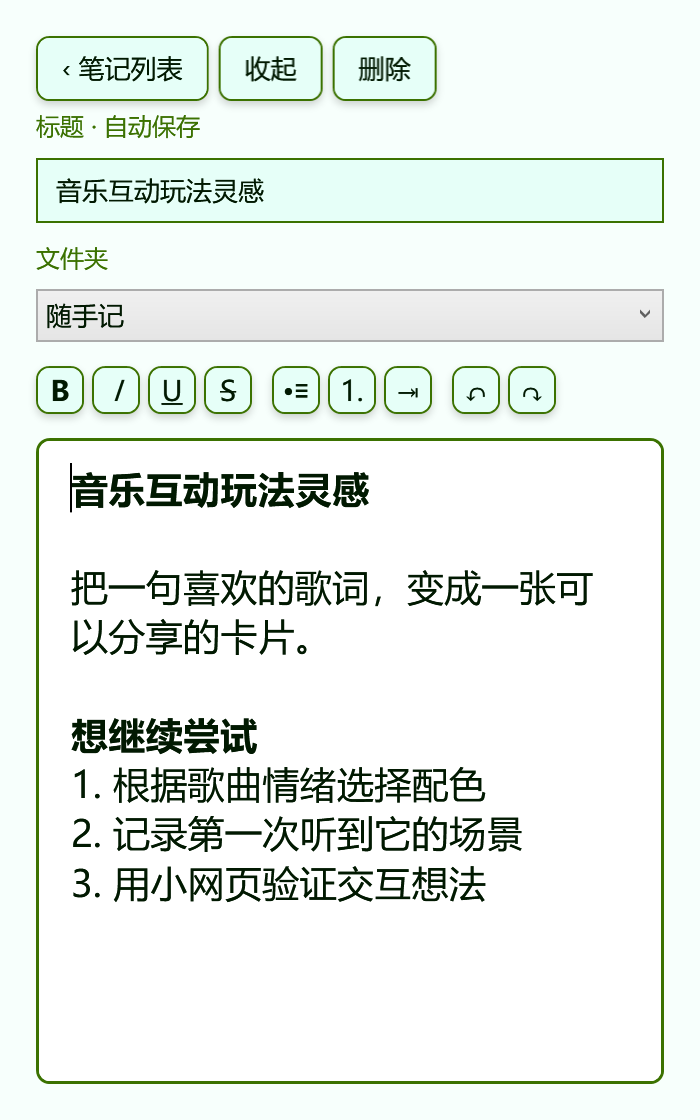 ‹ 笔记列表 收起 删除
标题 · 自动保存
音乐互动玩法灵感
文件夹
随手记
B I U S •≡ 1. ⇥ ↶ ↷
音乐互动玩法灵感
把一句喜欢的歌词，变成一张可
以分享的卡片。
想继续尝试
1. 根据歌曲情绪选择配色
2. 记录第一次听到它的场景
3. 用小网页验证交互想法